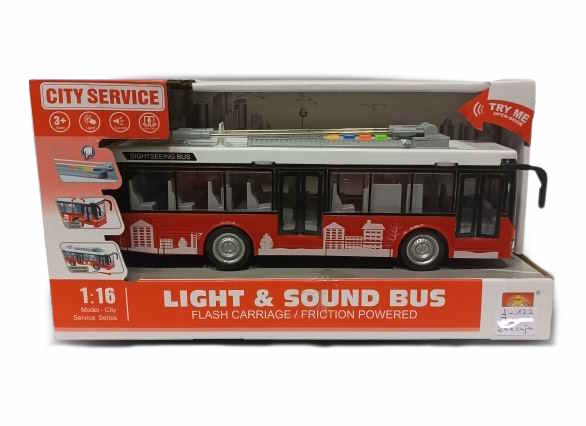 CITY SERVICE
3+
TRY ME
SIGHTSEEING BUS
1:16
Model - City
Service Series
LIGHT & SOUND BUS
FLASH CARRIAGE / FRICTION POWERED